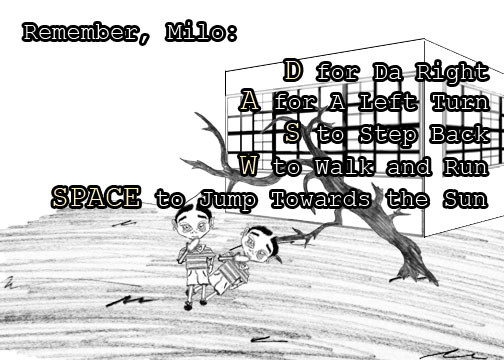 Remember, Milo:
D for Da Right
A for A Left Turn
S to Step Back
W to Walk and Run
SPACE to Jump Towards the Sun